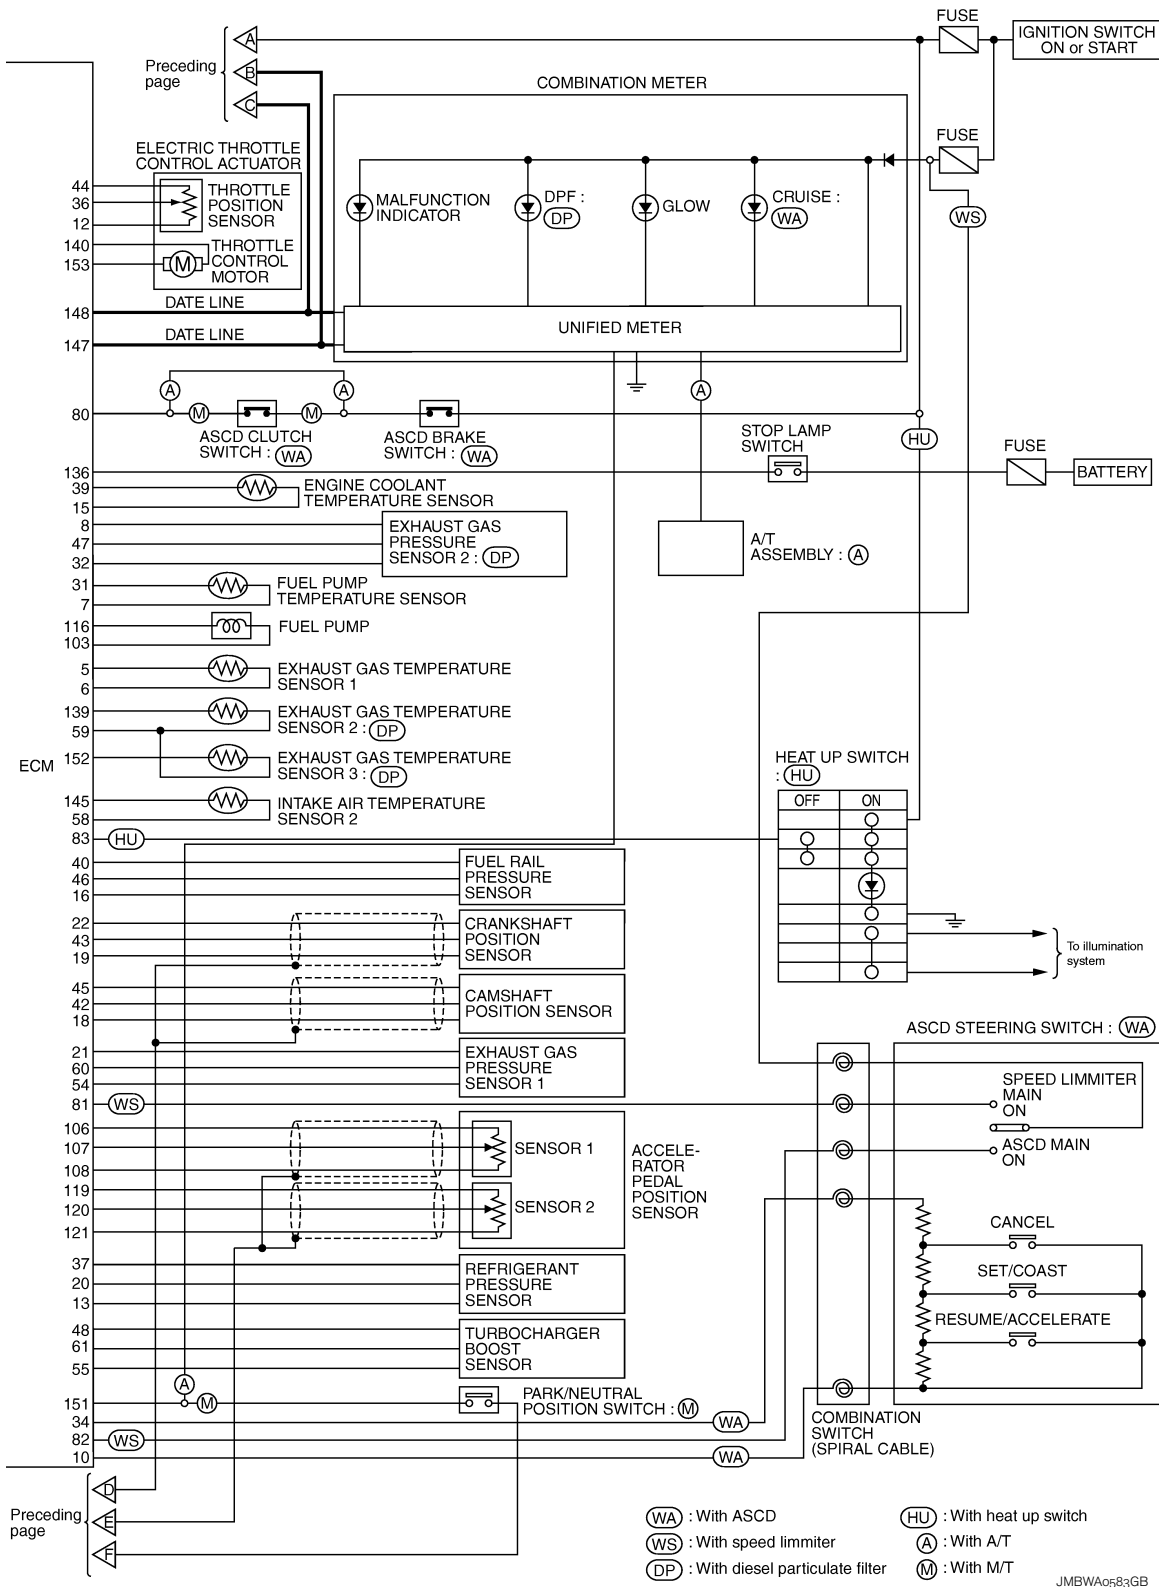 FUSE
IGNITION SWITCH
ON or START
A
Preceding
page
B
C
COMBINATION METER
FUSE
ELECTRIC THROTTLE
CONTROL ACTUATOR
44
36
12
THROTTLE
POSITION
SENSOR
140
153
M
THROTTLE
CONTROL
MOTOR
MALFUNCTION
INDICATOR
DPF :
DP
GLOW
CRUISE :
WA
WS
148
DATE LINE
147
DATE LINE
UNIFIED METER
A
A
A
80
M
M
ASCD CLUTCH
SWITCH : WA
ASCD BRAKE
SWITCH : WA
HU
STOP LAMP
SWITCH
FUSE
BATTERY
136
39
15
ENGINE COOLANT
TEMPERATURE SENSOR
8
47
32
EXHAUST GAS
PRESSURE
SENSOR 2 : DP
A/T
ASSEMBLY : A
31
7
FUEL PUMP
TEMPERATURE SENSOR
116
103
FUEL PUMP
5
6
EXHAUST GAS TEMPERATURE
SENSOR 1
139
59
EXHAUST GAS TEMPERATURE
SENSOR 2 : DP
ECM
152
EXHAUST GAS TEMPERATURE
SENSOR 3 : DP
145
58
INTAKE AIR TEMPERATURE
SENSOR 2
HEAT UP SWITCH
: HU
OFF ON
83
HU
40
46
16
FUEL RAIL
PRESSURE
SENSOR
22
43
19
CRANKSHAFT
POSITION
SENSOR
To illumination
system
45
42
18
CAMSHAFT
POSITION SENSOR
21
60
54
EXHAUST GAS
PRESSURE
SENSOR 1
81
WS
ASCD STEERING SWITCH : WA
SPEED LIMMITER
MAIN
ON
ASCD MAIN
ON
106
107
108
SENSOR 1
119
120
121
SENSOR 2
ACCELE-
RATOR
PEDAL
POSITION
SENSOR
CANCEL
SET/COAST
RESUME/ACCELERATE
37
20
13
REFRIGERANT
PRESSURE
SENSOR
48
61
55
TURBOCHARGER
BOOST
SENSOR
A
151
M
PARK/NEUTRAL
POSITION SWITCH : M
34
WA
82
WS
10
WA
COMBINATION
SWITCH
(SPIRAL CABLE)
Preceding
page
D
E
F
WA : With ASCD
WS : With speed limmiter
DP : With diesel particulate filter
HU : With heat up switch
A : With A/T
M : With M/T
JMBWA0583GB